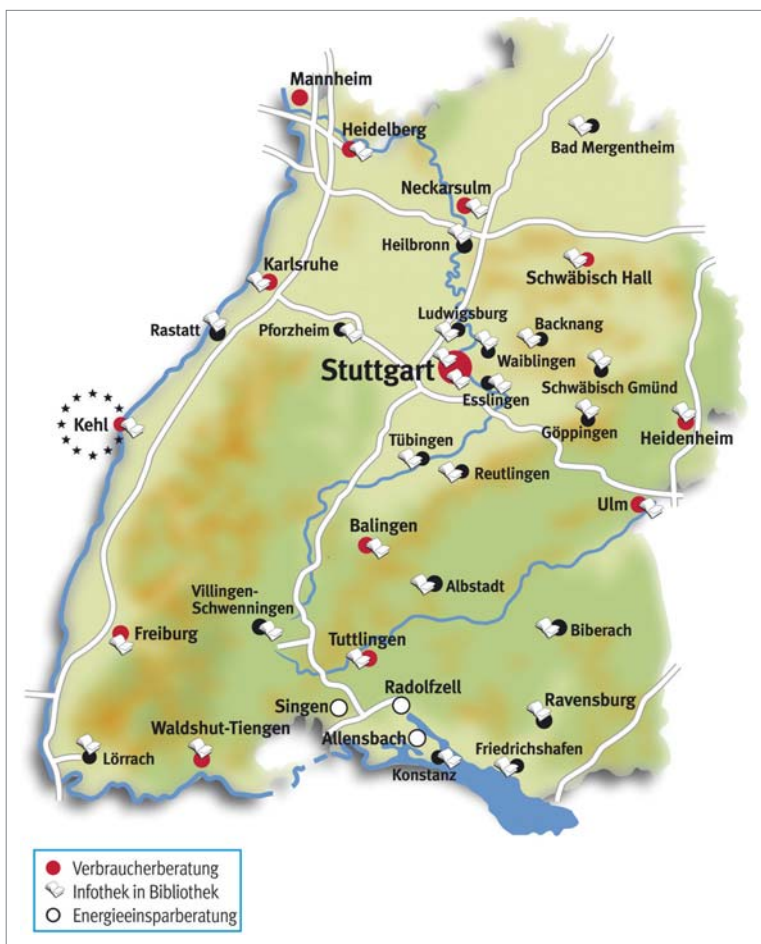 Mannheim
Heidelberg
Bad Mergentheim
Neckarsulm
Heilbronn
Schwäbisch Hall
Karlsruhe
Rastatt
Pforzheim
Ludwigsburg
Backnang
Waiblingen
Stuttgart
Schwäbisch Gmünd
Esslingen
Kehl
Göppingen
Heidenheim
Tübingen
Reutlingen
Ulm
Balingen
Albstadt
Villingen-
Schwenningen
Freiburg
Biberach
Tuttlingen
Radolfzell
Singen
Ravensburg
Waldshut-Tiengen
Allensbach
Lörrach
Friedrichshafen
Konstanz
Verbraucherberatung
Infothek in Bibliothek
Energieeinsparberatung